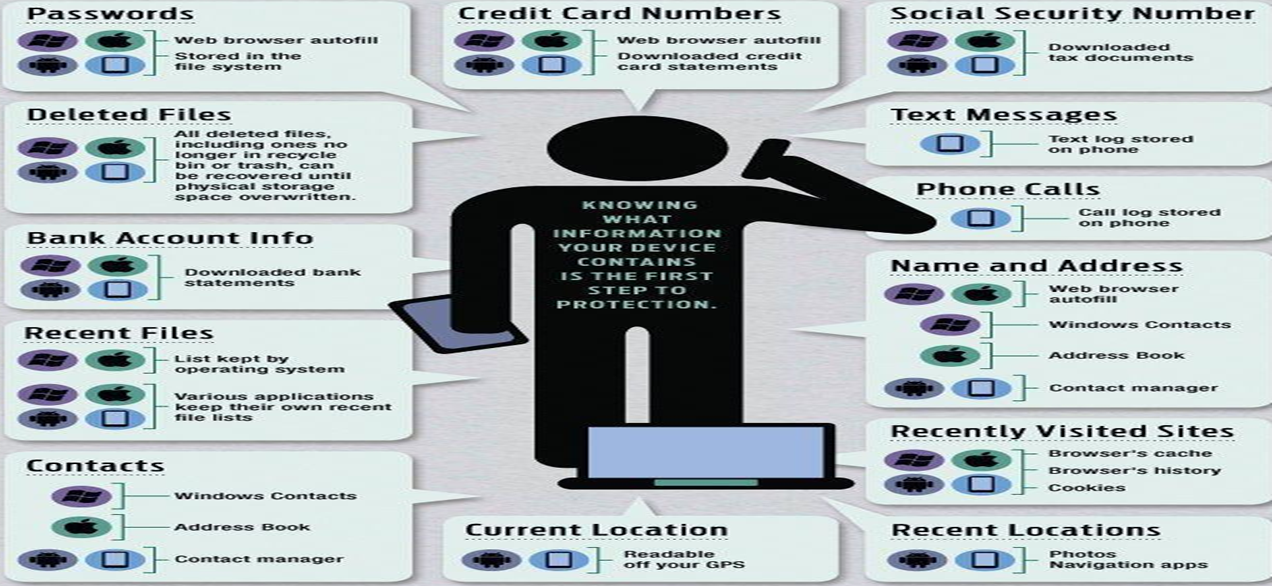 Passwords
Web browser autofill
Stored in the
file system
Credit Card Numbers
Web browser autofill
Downloaded credit
card statements
Social Security Number
Downloaded
tax documents
Deleted Files
All deleted files,
including ones no
longer in recycle
bin or trash, can
be recovered until
physical storage
space overwritten.
Text Messages
Text log stored
on phone
Phone Calls
Call log stored
on phone
KNOWING
WHAT
INFORMATION
YOUR DEVICE
CONTAINS
IS THE FIRST
STEP TO
PROTECTION.
Bank Account Info
Downloaded bank
statements
Name and Address
Web browser
autofill
Windows Contacts
Address Book
Contact manager
Recent Files
List kept by
operating system
Various applications
keep their own recent
file lists
Recently Visited Sites
Browser's cache
Browser's history
Cookies
Contacts
Windows Contacts
Address Book
Contact manager
Current Location
Readable
off your GPS
Recent Locations
Photos
Navigation apps